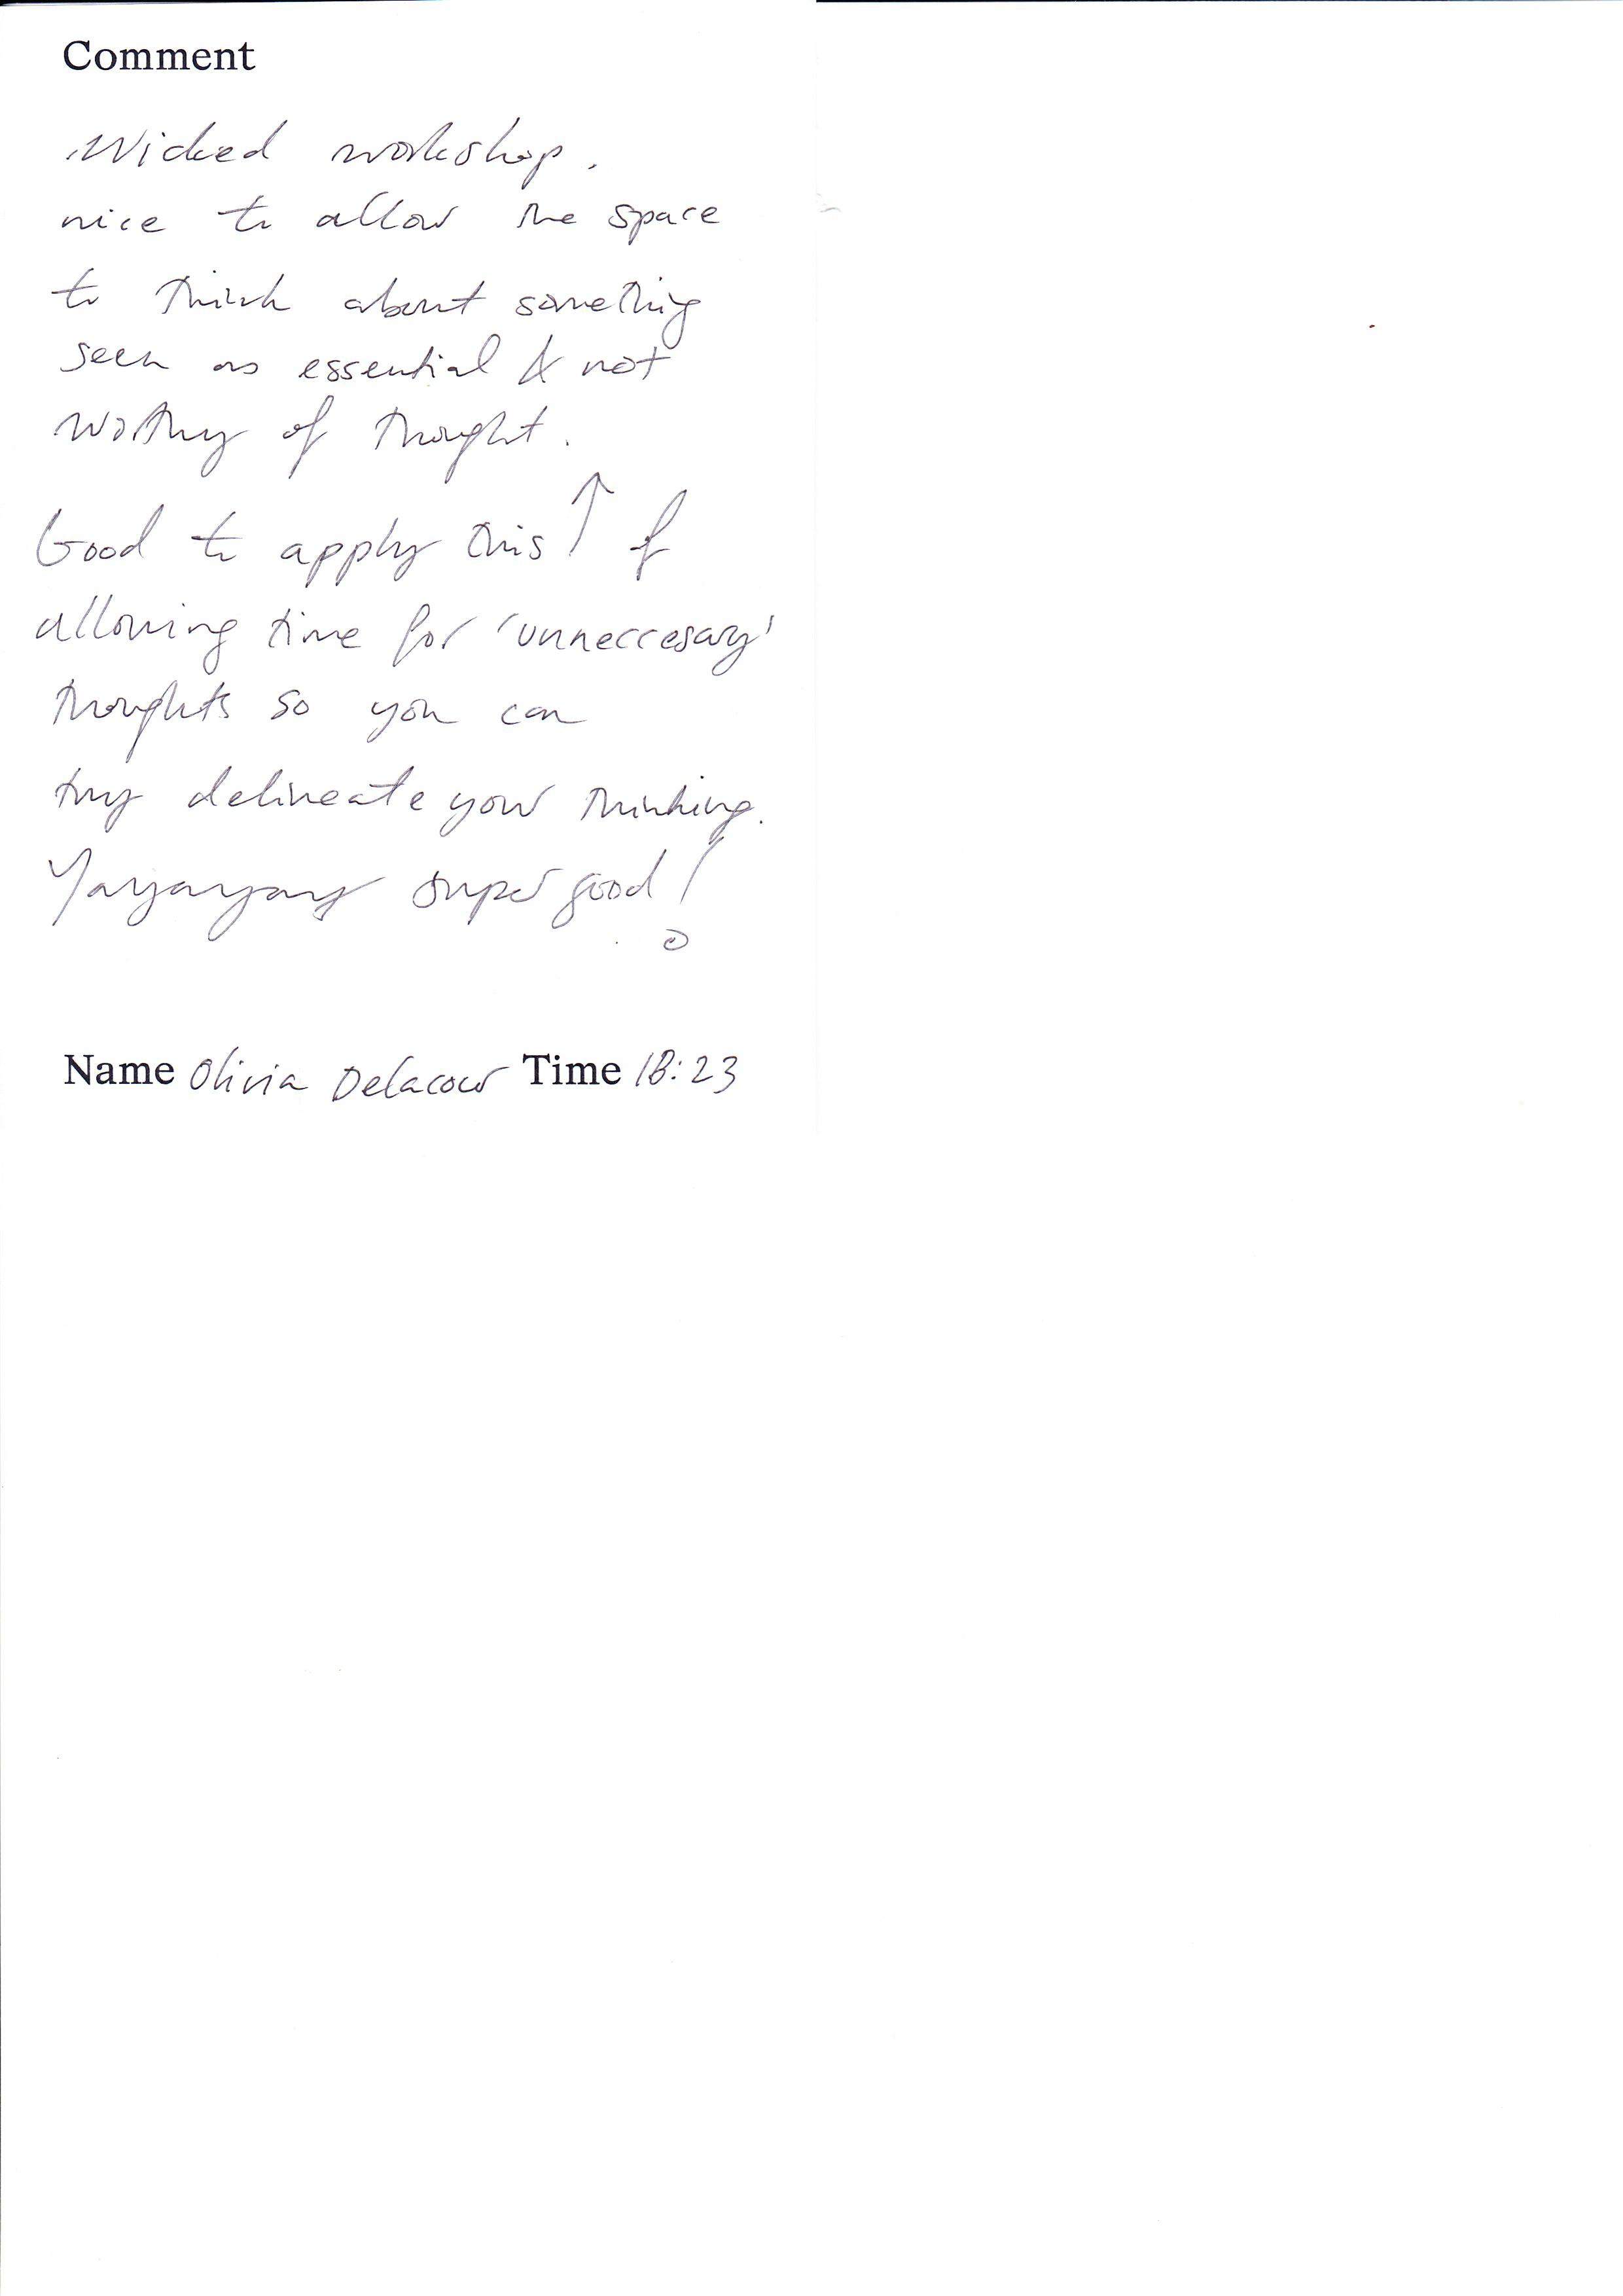 Comment
Wicked workshop.
nice to allow the space
to think about something
seen as essential & not
worthy of thought.
Good to apply this ↑ of
allowing time for 'unneccesary'
thoughts so you can
try delineate your thinking.
Yayayay super good!
Name Olivia Delacour Time 18:23